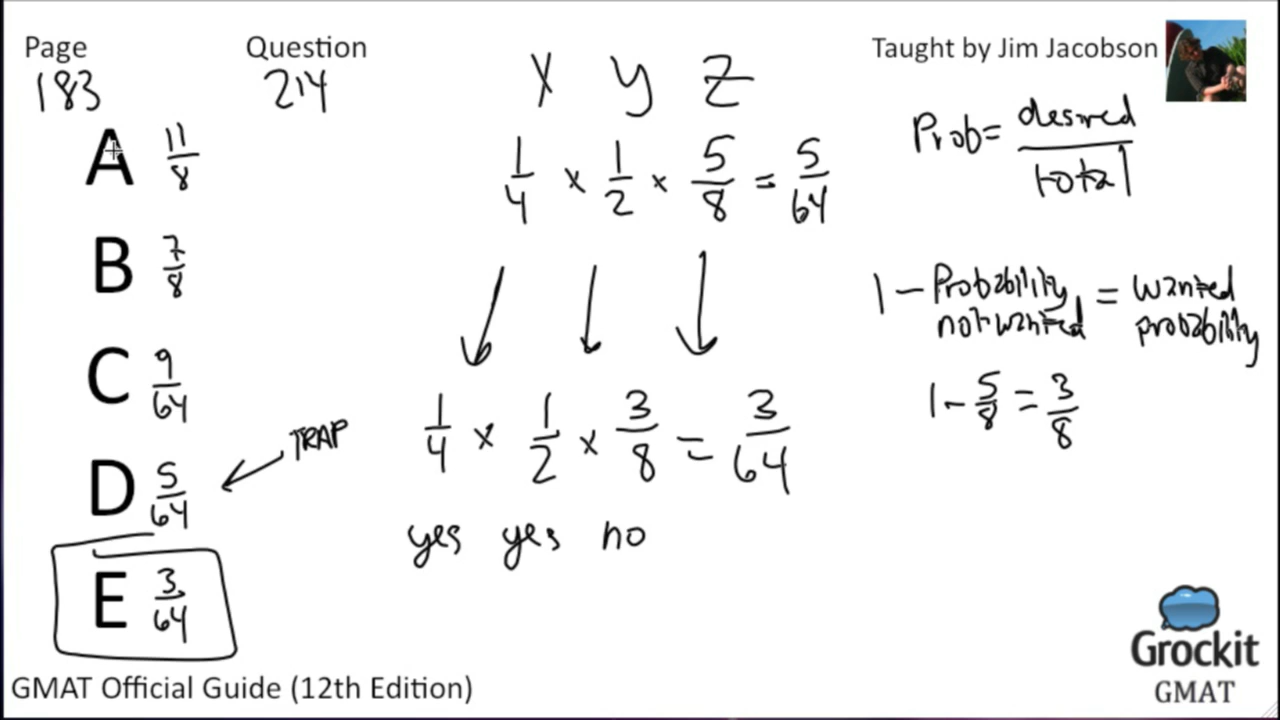 Page
183
Question
214
Taught by Jim Jacobson
X y Z
1/4 x 1/2 x 5/8 = 5/64
Prob = desired/total
A 11/8
B 7/8
C 9/64
D 5/64
TRAP
E 3/64
1/4 x 1/2 x 3/8 = 3/64
yes yes no
1 - Probability not wanted = wanted probability
1 - 5/8 = 3/8
GMAT Official Guide (12th Edition)
Grockit
GMAT